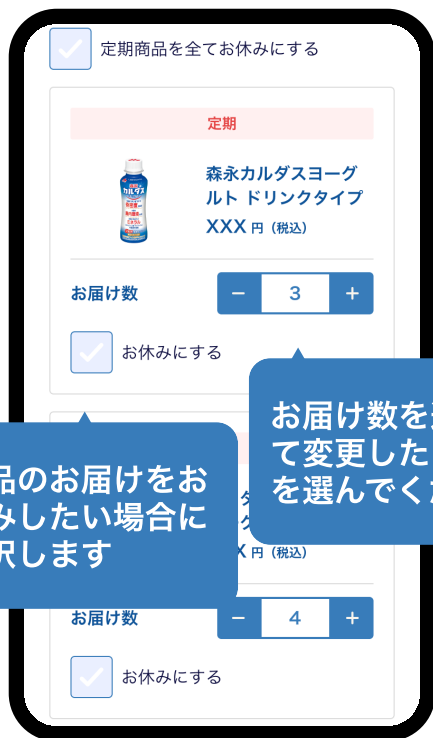 定期商品を全てお休みにする
定期
カルダス
森永カルダスヨーグ
ルト ドリンクタイプ
XXX 円（税込）
お届け数
− 3 +
お休みにする
お届け数を
て変更した
を選んでく
品のお届けをお
みしたい場合に
択します
X 円（税込）
お届け数
− 4 +
お休みにする